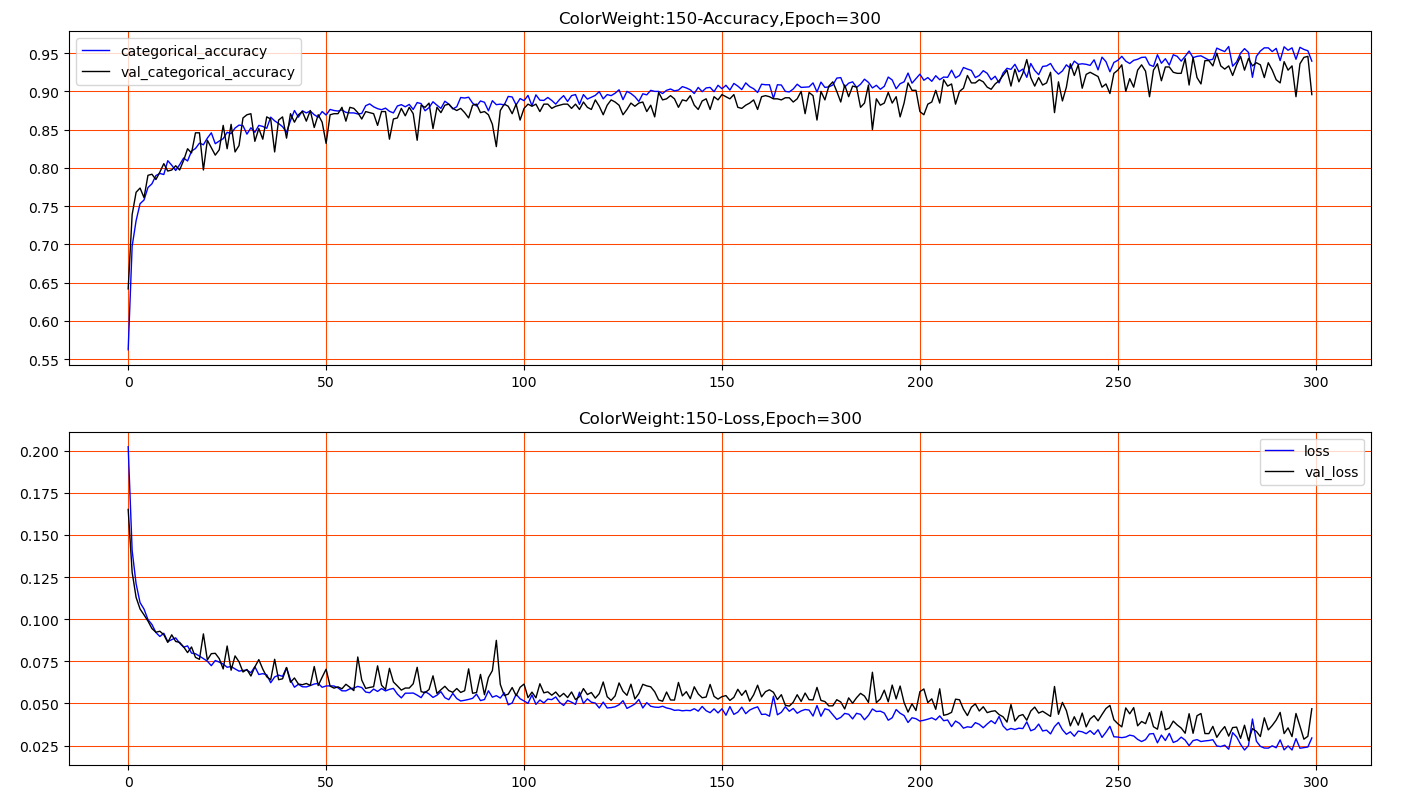 ColorWeight:150-Accuracy,Epoch=300
categorical_accuracy
val_categorical_accuracy
0.95
0.90
0.85
0.80
0.75
0.70
0.65
0.60
0.55
0 50 100 150 200 250 300
ColorWeight:150-Loss,Epoch=300
loss
val_loss
0.200
0.175
0.150
0.125
0.100
0.075
0.050
0.025
0 50 100 150 200 250 300